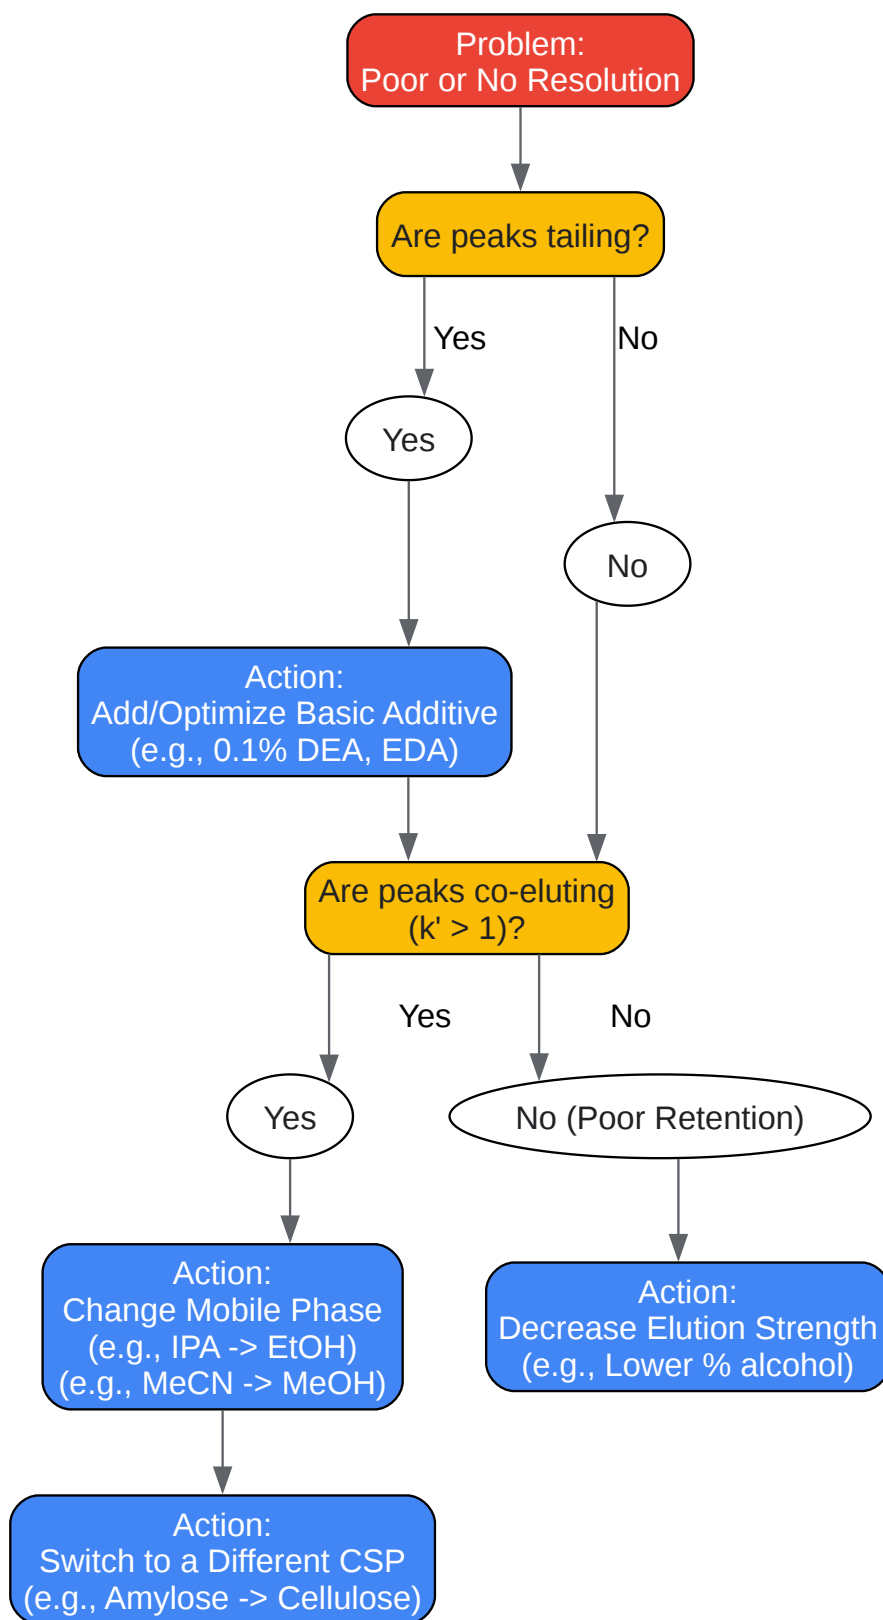 Problem:
Poor or No Resolution
Are peaks tailing?
Yes
No
Yes
No
Action:
Add/Optimize Basic Additive
(e.g., 0.1% DEA, EDA)
Are peaks co-eluting
(k' > 1)?
Yes
No
Yes
No (Poor Retention)
Action:
Change Mobile Phase
(e.g., IPA -> EtOH)
(e.g., MeCN -> MeOH)
Action:
Decrease Elution Strength
(e.g., Lower % alcohol)
Action:
Switch to a Different CSP
(e.g., Amylose -> Cellulose)